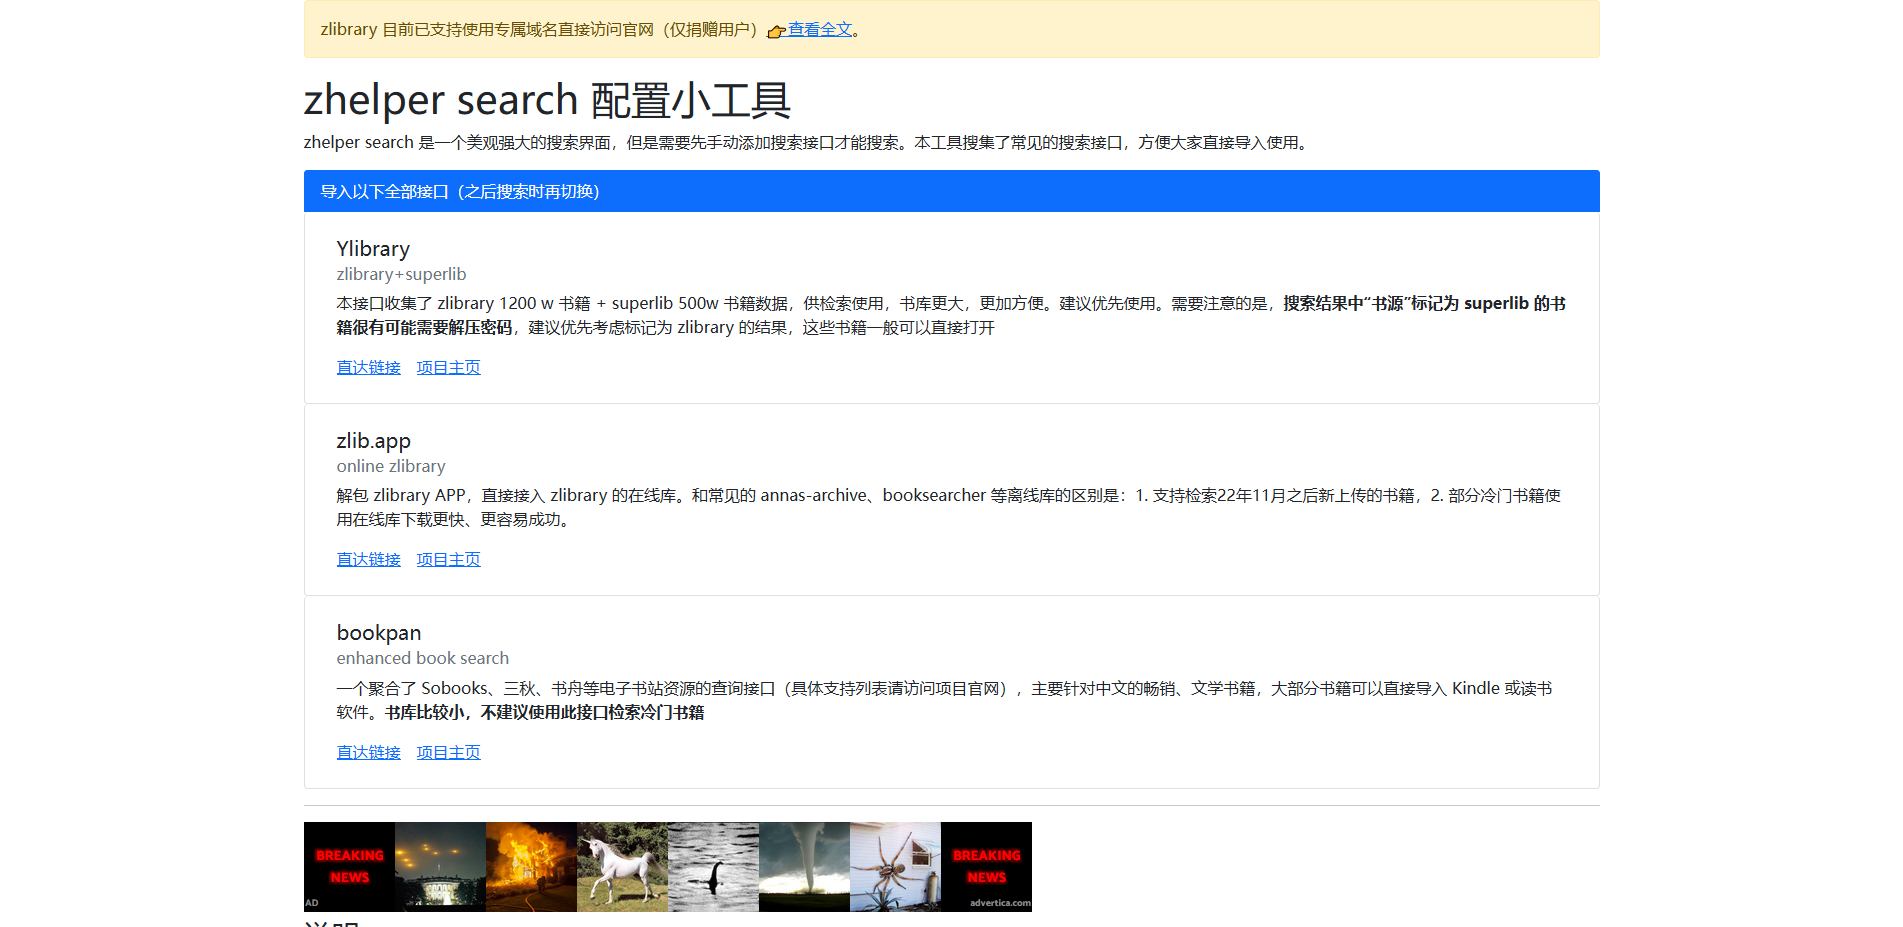 zlibrary 目前已支持使用专属域名直接访问官网（仅捐赠用户）👉查看全文。
zhelper search 配置小工具
zhelper search 是一个美观强大的搜索界面，但是需要先手动添加搜索接口才能搜索。本工具搜集了常见的搜索接口，方便大家直接导入使用。
导入以下全部接口（之后搜索时再切换）
Ylibrary
zlibrary+superlib
本接口收集了 zlibrary 1200 w 书籍 + superlib 500w 书籍数据，供检索使用，书库更大，更加方便。建议优先使用。需要注意的是，搜索结果中“书源”标记为 superlib 的书
籍很有可能需要解压密码，建议优先考虑标记为 zlibrary 的结果，这些书籍一般可以直接打开
直达链接 项目主页
zlib.app
online zlibrary
解包 zlibrary APP，直接接入 zlibrary 的在线库。和常见的 annas-archive、booksearcher 等离线库的区别是：1. 支持检索22年11月之后新上传的书籍，2. 部分冷门书籍使
用在线库下载更快、更容易成功。
直达链接 项目主页
bookpan
enhanced book search
一个聚合了 Sobooks、三秋、书舟等电子书站资源的查询接口（具体支持列表请访问项目官网），主要针对中文的畅销、文学书籍，大部分书籍可以直接导入 Kindle 或读书
软件。书库比较小，不建议使用此接口检索冷门书籍
直达链接 项目主页
BREAKING
NEWS
AD
BREAKING
NEWS
advertica.com